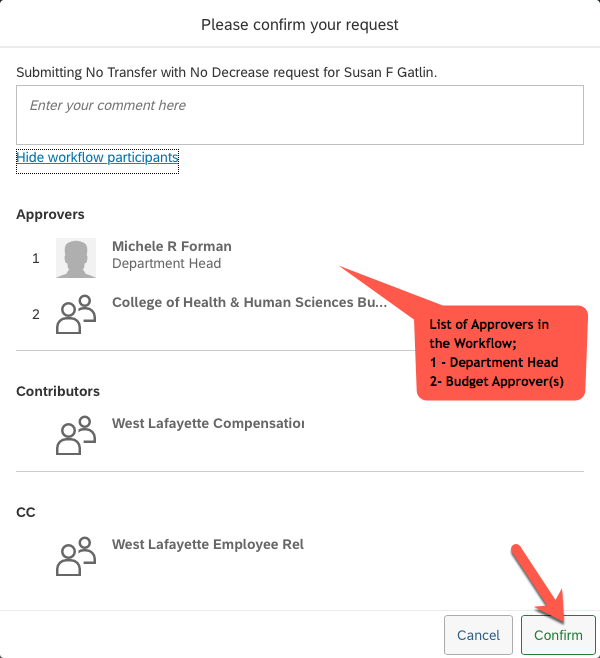 Please confirm your request
Submitting No Transfer with No Decrease request for Susan F Gatlin.
Enter your comment here
Hide workflow participants
Approvers
1
Michele R Forman
Department Head
2
College of Health & Human Sciences Bu...
List of Approvers in
the Workflow;
1 - Department Head
2- Budget Approver(s)
Contributors
West Lafayette Compensation
CC
West Lafayette Employee Rel
Cancel
Confirm